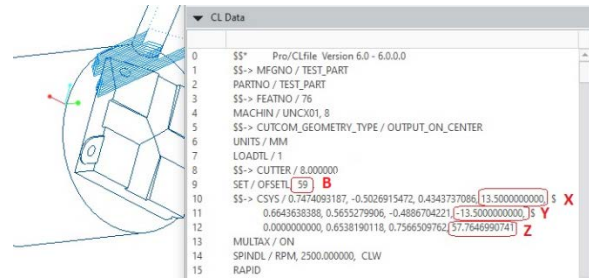 CL Data
0 $$* Pro/CLfile Version 6.0 - 6.0.0.0
1 $$-> MFGNO / TEST_PART
2 PARTNO / TEST_PART
3 $$-> FEATNO / 76
4 MACHIN / UNCX01, 8
5 $$-> CUTCOM_GEOMETRY_TYPE / OUTPUT_ON_CENTER
6 UNITS / MM
7 LOADTL / 1
8 $$-> CUTTER / 8.000000
9 SET / OFSETL, 59 B
10 $$-> CSYS / 0.7474093187, -0.5026915472, 0.4343737086, 13.5000000000, $ X
11 0.6643638388, 0.5655279906, -0.4886704221, -13.5000000000, $ Y
12 0.0000000000, 0.6538190118, 0.7566509762, 57.7646990741 Z
13 MULTAX / ON
14 SPINDL / RPM, 2500.000000, CLW
15 RAPID